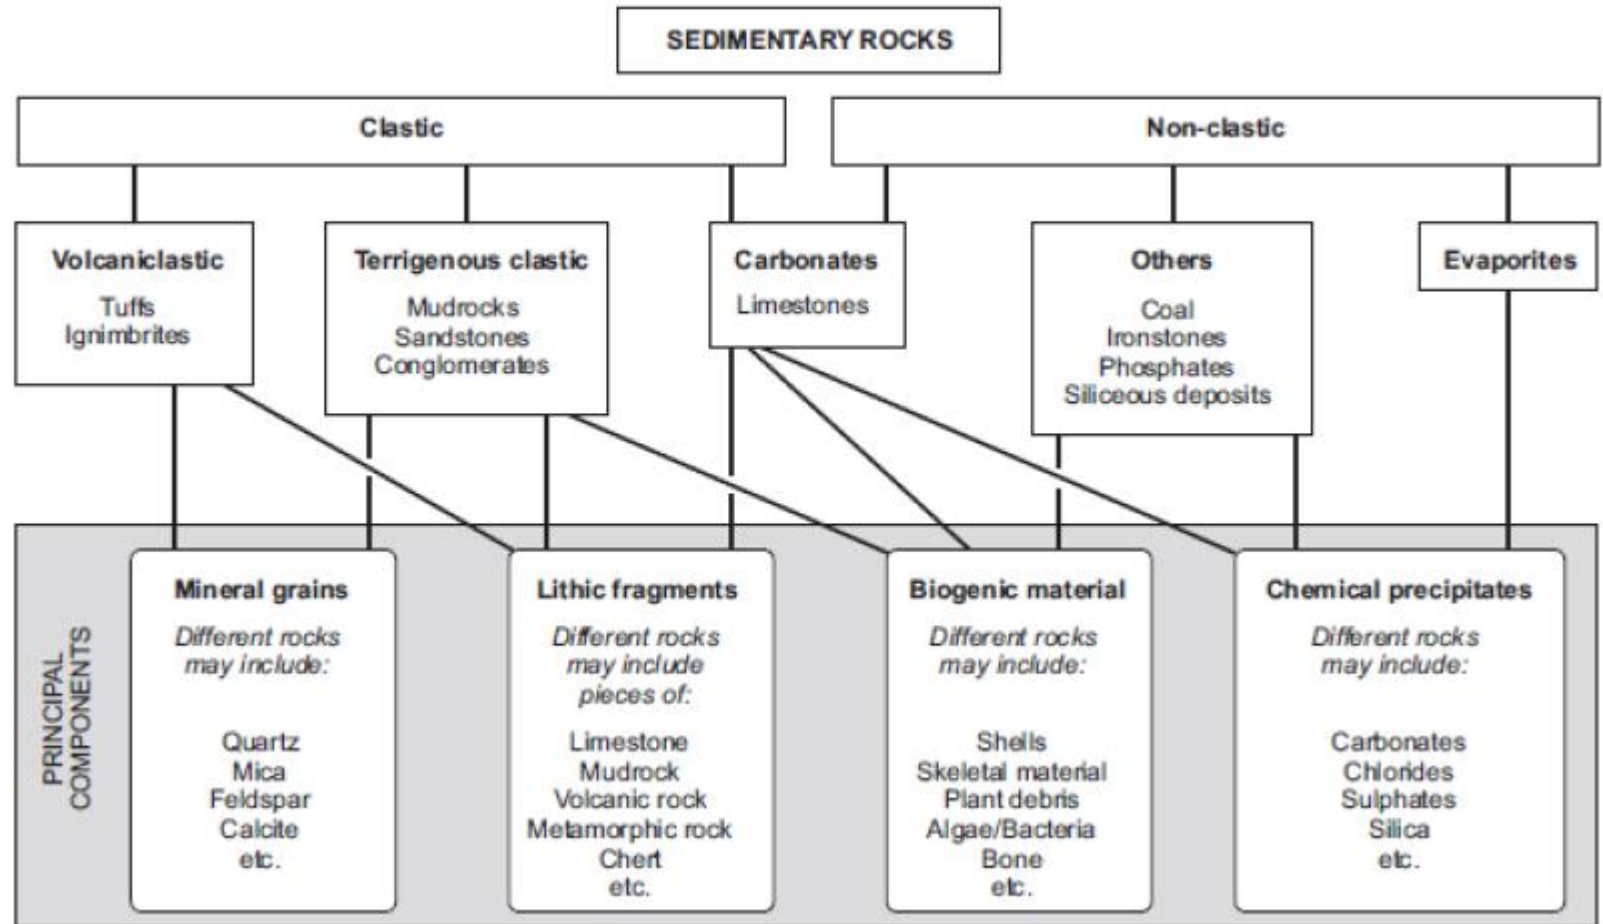 SEDIMENTARY ROCKS
Clastic
Non-clastic
Volcaniclastic
Tuffs
Ignimbrites
Terrigenous clastic
Mudrocks
Sandstones
Conglomerates
Carbonates
Limestones
Others
Coal
Ironstones
Phosphates
Siliceous deposits
Evaporites
PRINCIPAL
COMPONENTS
Mineral grains
Different rocks
may include:
Quartz
Mica
Feldspar
Calcite
etc.
Lithic fragments
Different rocks
may include
pieces of:
Limestone
Mudrock
Volcanic rock
Metamorphic rock
Chert
etc.
Biogenic material
Different rocks
may include:
Shells
Skeletal material
Plant debris
Algae/Bacteria
Bone
etc.
Chemical precipitates
Different rocks
may include:
Carbonates
Chlorides
Sulphates
Silica
etc.